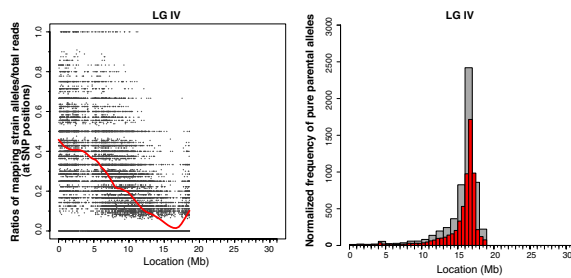 LG IV
Ratios of mapping strain alleles/total reads
(at SNP positions)
0.0 0.2 0.4 0.6 0.8 1.0
0 5 10 15 20 25 30
Location (Mb)
LG IV
Normalized frequency of pure parental alleles
0 500 1000 1500 2000 2500 3000
0 5 10 15 20 25 30
Location (Mb)